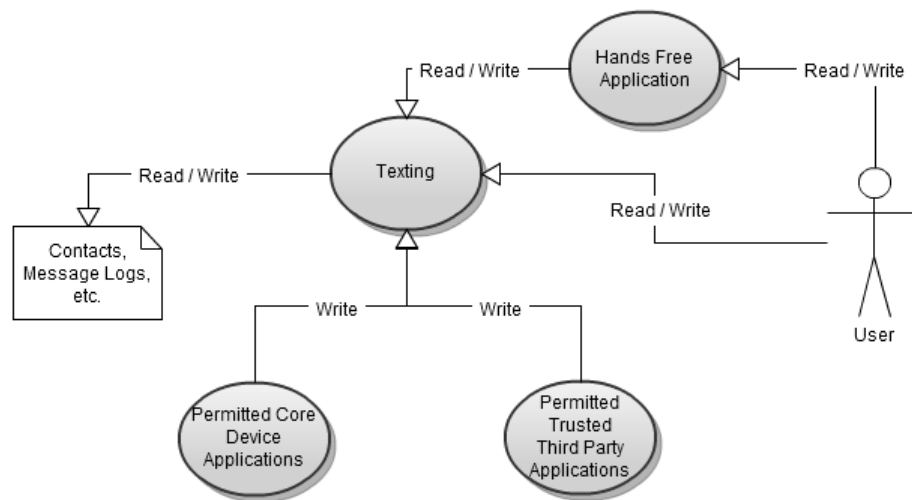 Hands Free
Application
Read / Write
Read / Write
Texting
Read / Write
Read / Write
Contacts,
Message Logs,
etc.
Write
Write
User
Permitted Core
Device
Applications
Permitted
Trusted
Third Party
Applications